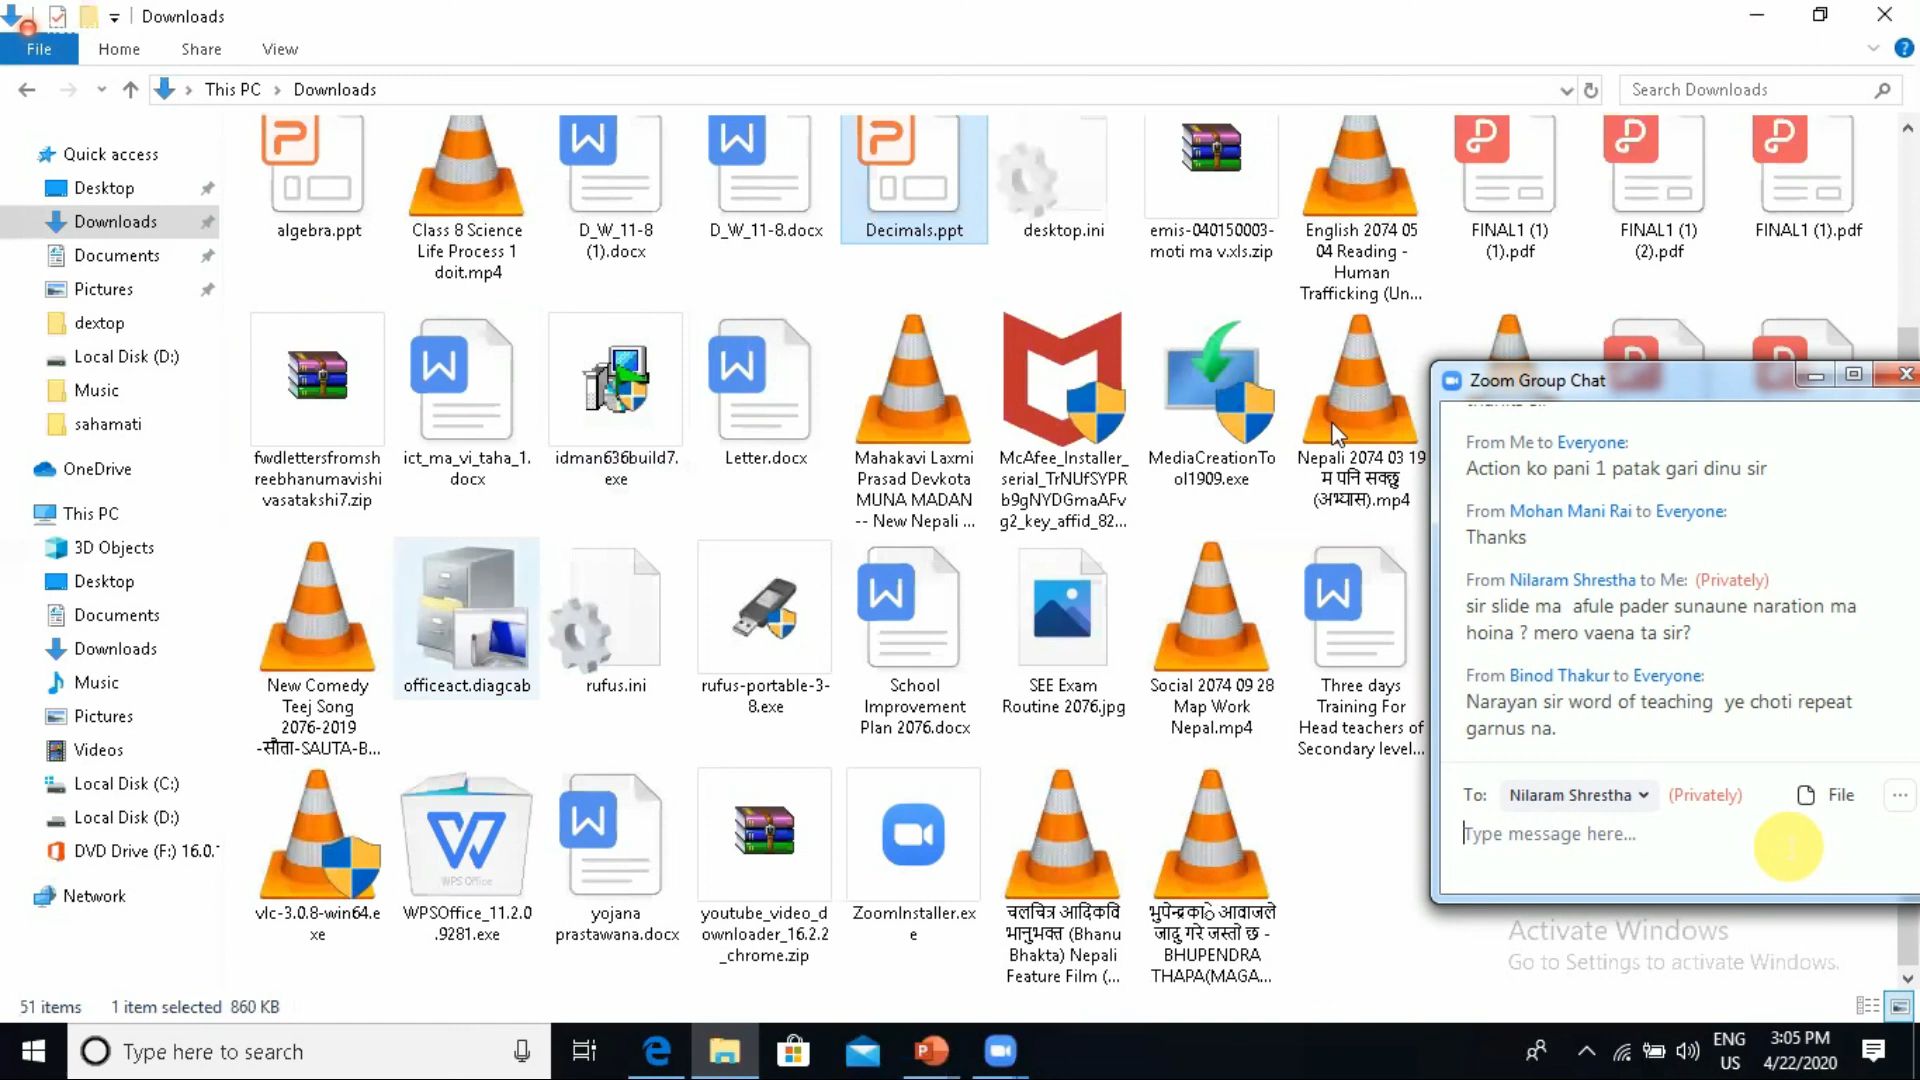 Downloads
File Home Share View
This PC Downloads
Search Downloads
Quick access
Desktop
Downloads
Documents
Pictures
dextop
Local Disk (D:)
Music
sahamati
OneDrive
This PC
3D Objects
Desktop
Documents
Downloads
Music
Pictures
Videos
Local Disk (C:)
Local Disk (D:)
DVD Drive (F:) 16.0.
Network
algebra.ppt
Class 8 Science
Life Process 1
doit.mp4
D_W_11-8
(1).docx
D_W_11-8.docx
Decimals.ppt
desktop.ini
emis-040150003-
moti ma v.xls.zip
English 2074 05
04 Reading -
Human
Trafficking (Un...
FINAL1 (1)
(1).pdf
FINAL1 (1)
(2).pdf
FINAL1 (1).pdf
fwdlettersfromsh
reebhanumavishi
vasatakshi7.zip
ict_ma_vi_taha_1.
docx
idman636build7.
exe
Letter.docx
Mahakavi Laxmi
Prasad Devkota
MUNA MADAN
-- New Nepali ...
McAfee_Installer_
serial_TrNUfSYPR
b9gNYDGmaAFv
g2_key_affid_82...
MediaCreationTo
ol1909.exe
Nepali 2074 03 19
म पनि सक्छु
(अभ्यास).mp4
New Comedy
Teej Song
2076-2019
-सौता-SAUTA-B...
officeact.diagcab
rufus.ini
rufus-portable-3-
8.exe
School
Improvement
Plan 2076.docx
SEE Exam
Routine 2076.jpg
Social 2074 09 28
Map Work
Nepal.mp4
Three days
Training For
Head teachers of
Secondary level...
vlc-3.0.8-win64.e
xe
WPS Office
WPSOffice_11.2.0
.9281.exe
yojana
prastawana.docx
youtube_video_d
ownloader_16.2.2
_chrome.zip
ZoomInstaller.ex
e
चलचित्र आदिकवि
भानुभक्त (Bhanu
Bhakta) Nepali
Feature Film (...
भुपेन्द्रकाे आवाजले
जादु गरे जस्तो छ -
BHUPENDRA
THAPA(MAGA...
Zoom Group Chat
From Me to Everyone:
Action ko pani 1 patak gari dinu sir
From Mohan Mani Rai to Everyone:
Thanks
From Nilaram Shrestha to Me: (Privately)
sir slide ma afule pader sunaune naration ma
hoina ? mero vaena ta sir?
From Binod Thakur to Everyone:
Narayan sir word of teaching ye choti repeat
garnus na.
To: Nilaram Shrestha (Privately) File
Type message here...
Activate Windows
Go to Settings to activate Windows.
51 items 1 item selected 860 KB
Type here to search
ENG
US
3:05 PM
4/22/2020